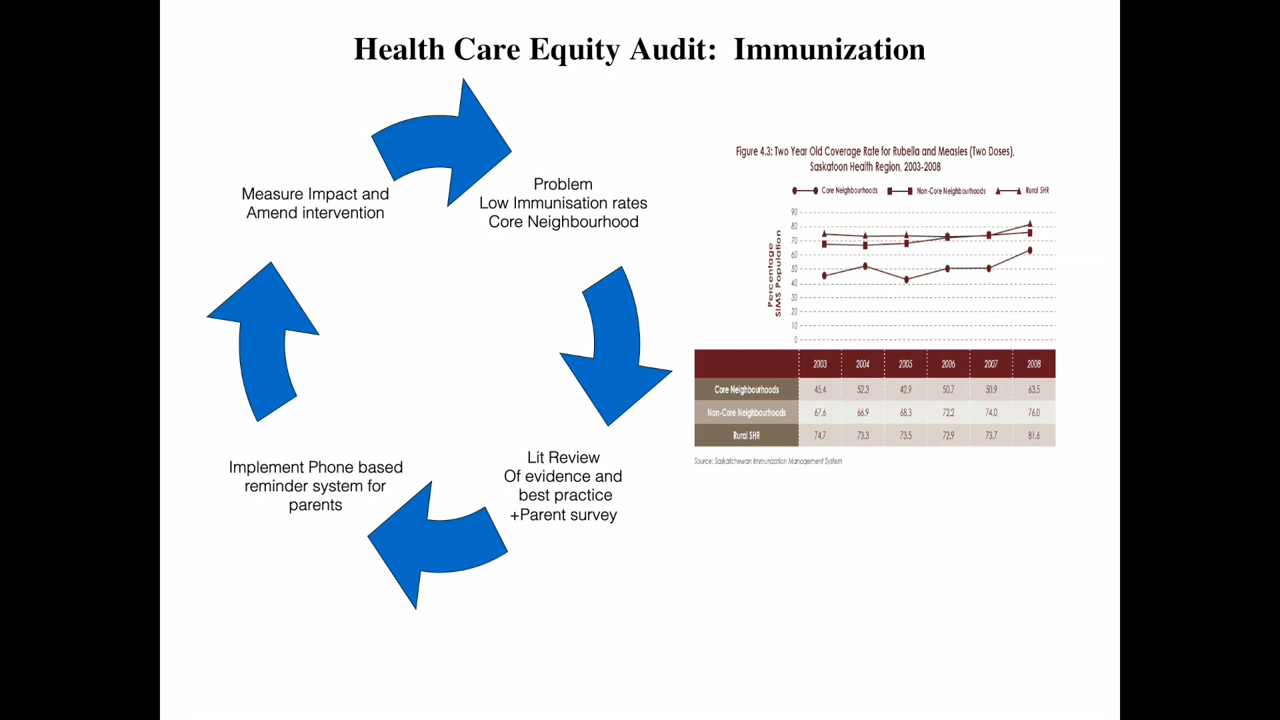 Health Care Equity Audit: Immunization
Measure Impact and
Amend intervention
Problem
Low Immunisation rates
Core Neighbourhood
Lit Review
Of evidence and
best practice
+Parent survey
Implement Phone based
reminder system for
parents
Figure 4.3: Two Year Old Coverage Rate for Rubella and Measles (Two Doses),
Saskatoon Health Region, 2003-2008
Core Neighbourhoods Non-Core Neighbourhoods Rural SHR
Percentage
SIMS Population
90
80
70
60
50
40
30
20
10
0
2003 2004 2005 2006 2007 2008
Core Neighbourhoods 45.4 52.3 42.9 50.7 50.9 63.5
Non-Core Neighbourhoods 67.6 66.9 68.3 72.2 74.0 76.0
Rural SHR 74.7 73.3 73.5 72.9 73.7 81.6
Source: Saskatchewan Immunization Management System